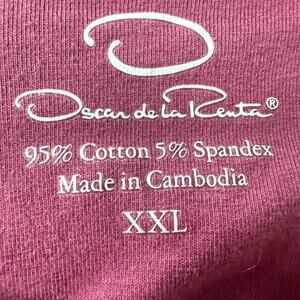 O
Oscar de la Renta®
95% Cotton 5% Spandex
Made in Cambodia
XXL